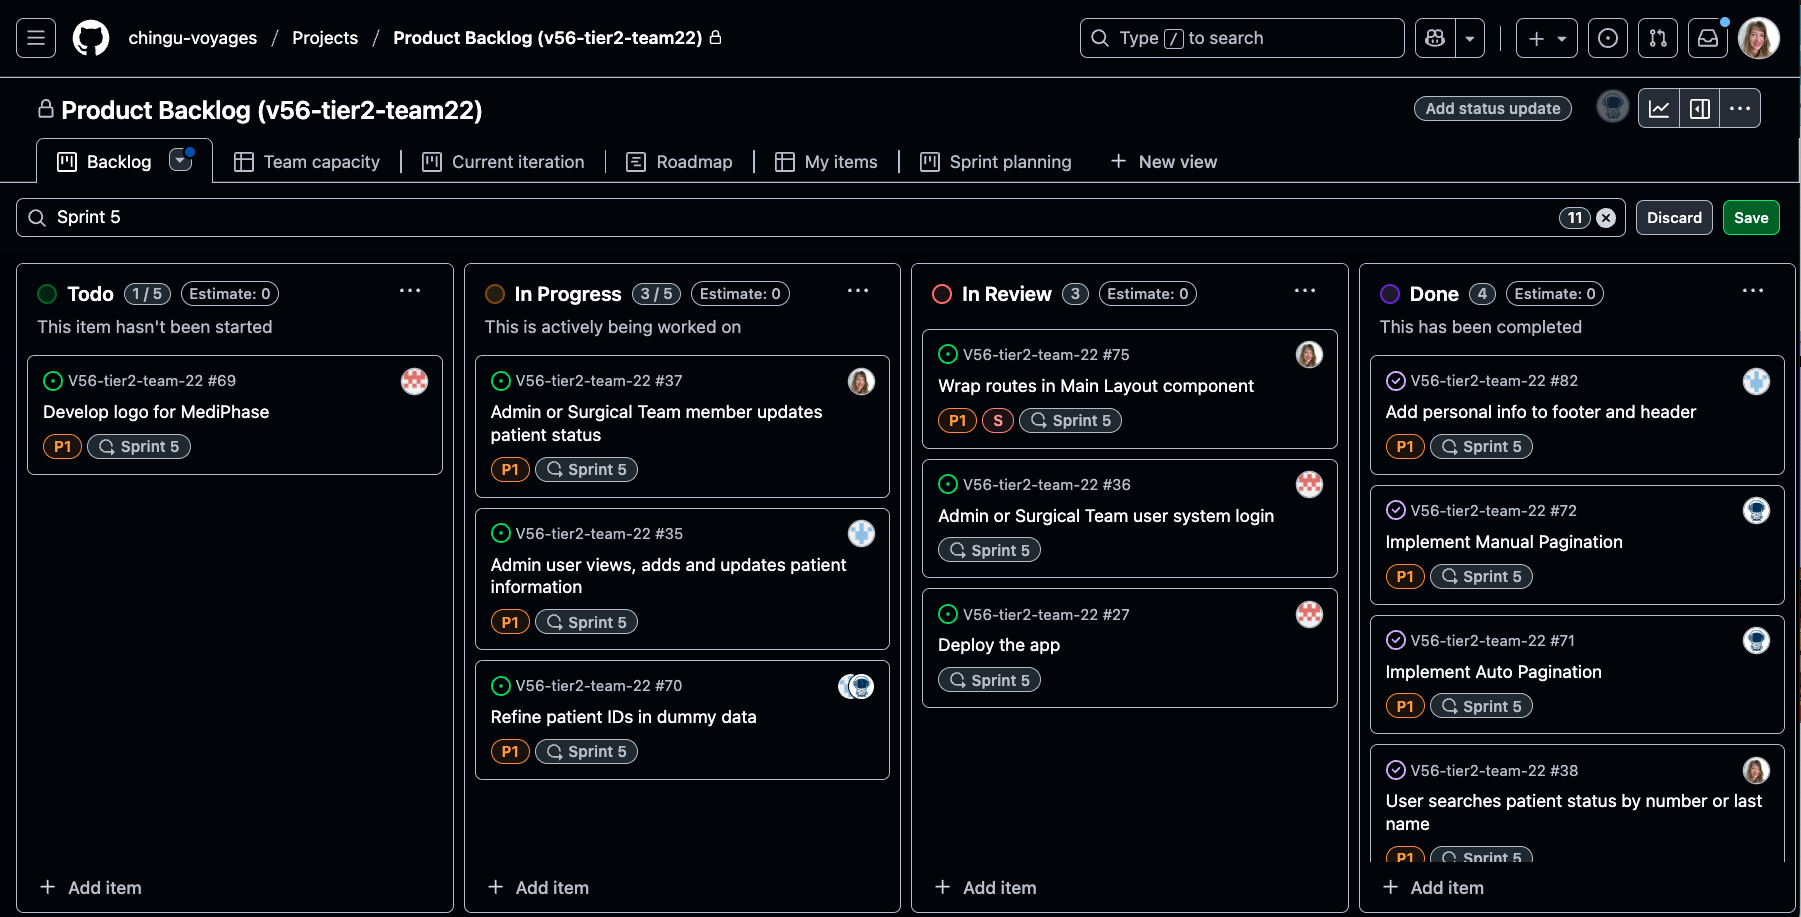 chingu-voyages / Projects / Product Backlog (v56-tier2-team22)
Type / to search
Product Backlog (v56-tier2-team22)
Add status update
Backlog
Team capacity
Current iteration
Roadmap
My items
Sprint planning
New view
Sprint 5
11
Discard
Save
Todo 1 / 5 Estimate: 0
This item hasn't been started
V56-tier2-team-22 #69
Develop logo for MediPhase
P1 Sprint 5
Add item
In Progress 3 / 5 Estimate: 0
This is actively being worked on
V56-tier2-team-22 #37
Admin or Surgical Team member updates
patient status
P1 Sprint 5
V56-tier2-team-22 #35
Admin user views, adds and updates patient
information
P1 Sprint 5
V56-tier2-team-22 #70
Refine patient IDs in dummy data
P1 Sprint 5
Add item
In Review 3 Estimate: 0
V56-tier2-team-22 #75
Wrap routes in Main Layout component
P1 S Sprint 5
V56-tier2-team-22 #36
Admin or Surgical Team user system login
Sprint 5
V56-tier2-team-22 #27
Deploy the app
Sprint 5
Add item
Done 4 Estimate: 0
This has been completed
V56-tier2-team-22 #82
Add personal info to footer and header
P1 Sprint 5
V56-tier2-team-22 #72
Implement Manual Pagination
P1 Sprint 5
V56-tier2-team-22 #71
Implement Auto Pagination
P1 Sprint 5
V56-tier2-team-22 #38
User searches patient status by number or last
name
P1 Sprint 5
Add item